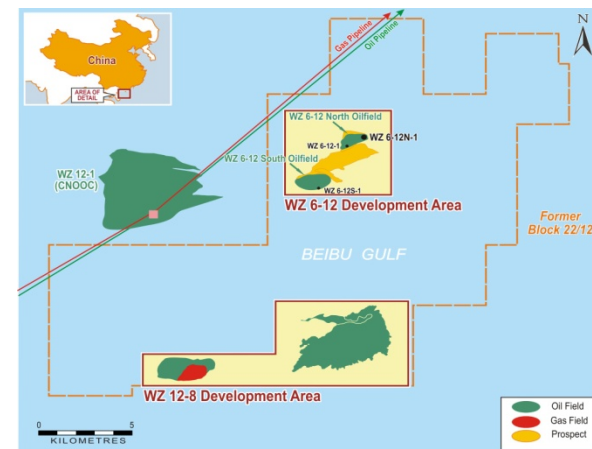 China
AREA OF
DETAIL
Gas Pipeline
Oil Pipeline
N
WZ 6-12 North Oilfield
WZ 6-12N-1
WZ 6-12-1
WZ 6-12 South Oilfield
WZ 6-12S-1
WZ 12-1
(CNOOC)
WZ 6-12 Development Area
Former
Block 22/12
BEIBU GULF
WZ 12-8 Development Area
0
5
KILOMETRES
Oil Field
Gas Field
Prospect